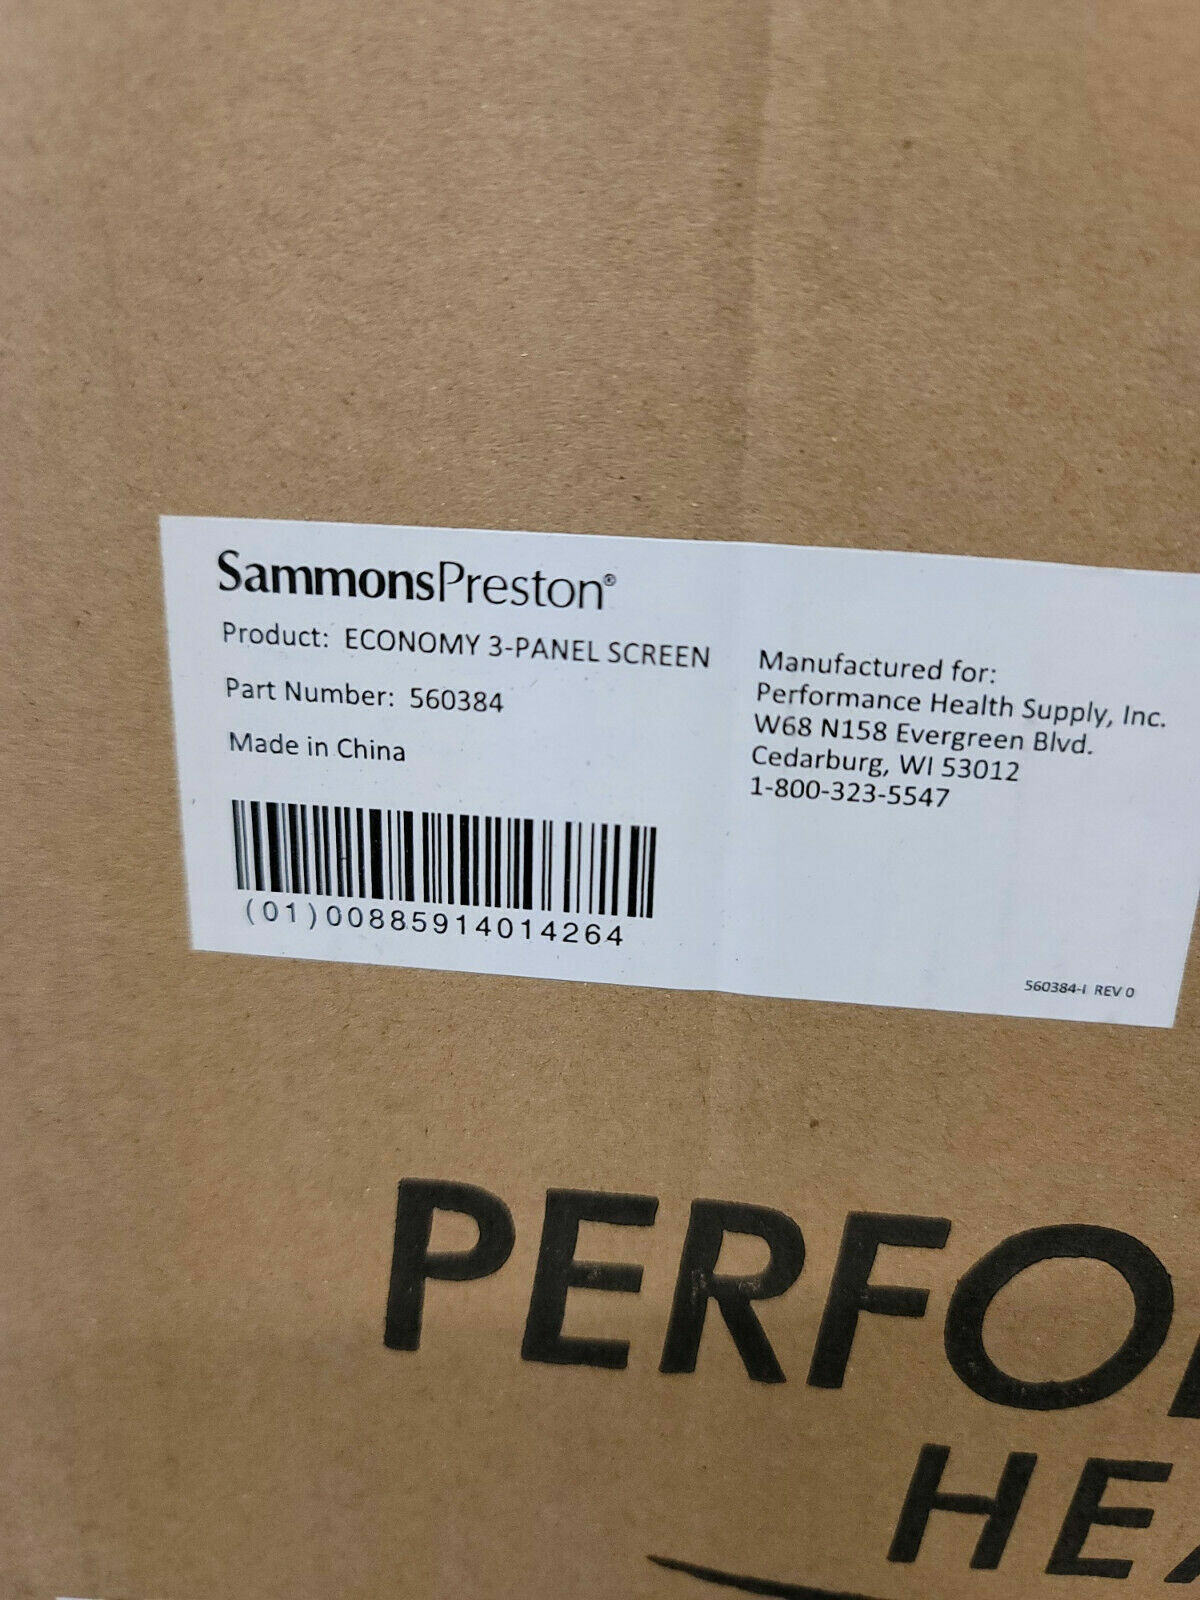 SammonsPreston®
Product: ECONOMY 3-PANEL SCREEN
Part Number: 560384
Made in China
(01)00885914014264
Manufactured for:
Performance Health Supply, Inc.
W68 N158 Evergreen Blvd.
Cedarburg, WI 53012
1-800-323-5547
560384-I REV 0
PERFO
HEA